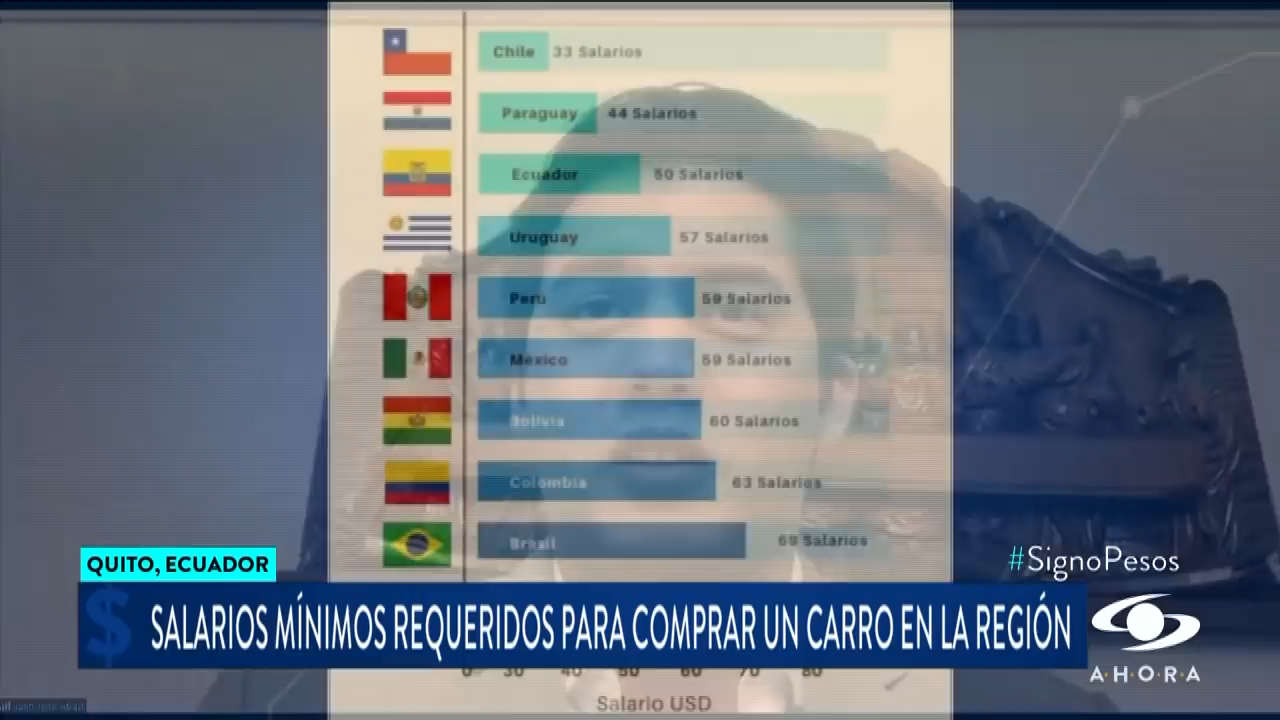 Chile 33 Salarios
Paraguay 44 Salarios
Ecuador 50 Salarios
Uruguay 57 Salarios
Peru 59 Salarios
Mexico 59 Salarios
Bolivia 60 Salarios
Colombia 63 Salarios
Brasil 69 Salarios
QUITO, ECUADOR
#SignoPesos
$ SALARIOS MÍNIMOS REQUERIDOS PARA COMPRAR UN CARRO EN LA REGIÓN
AHORA
0 30 40 50 60 70 80
Salario USD